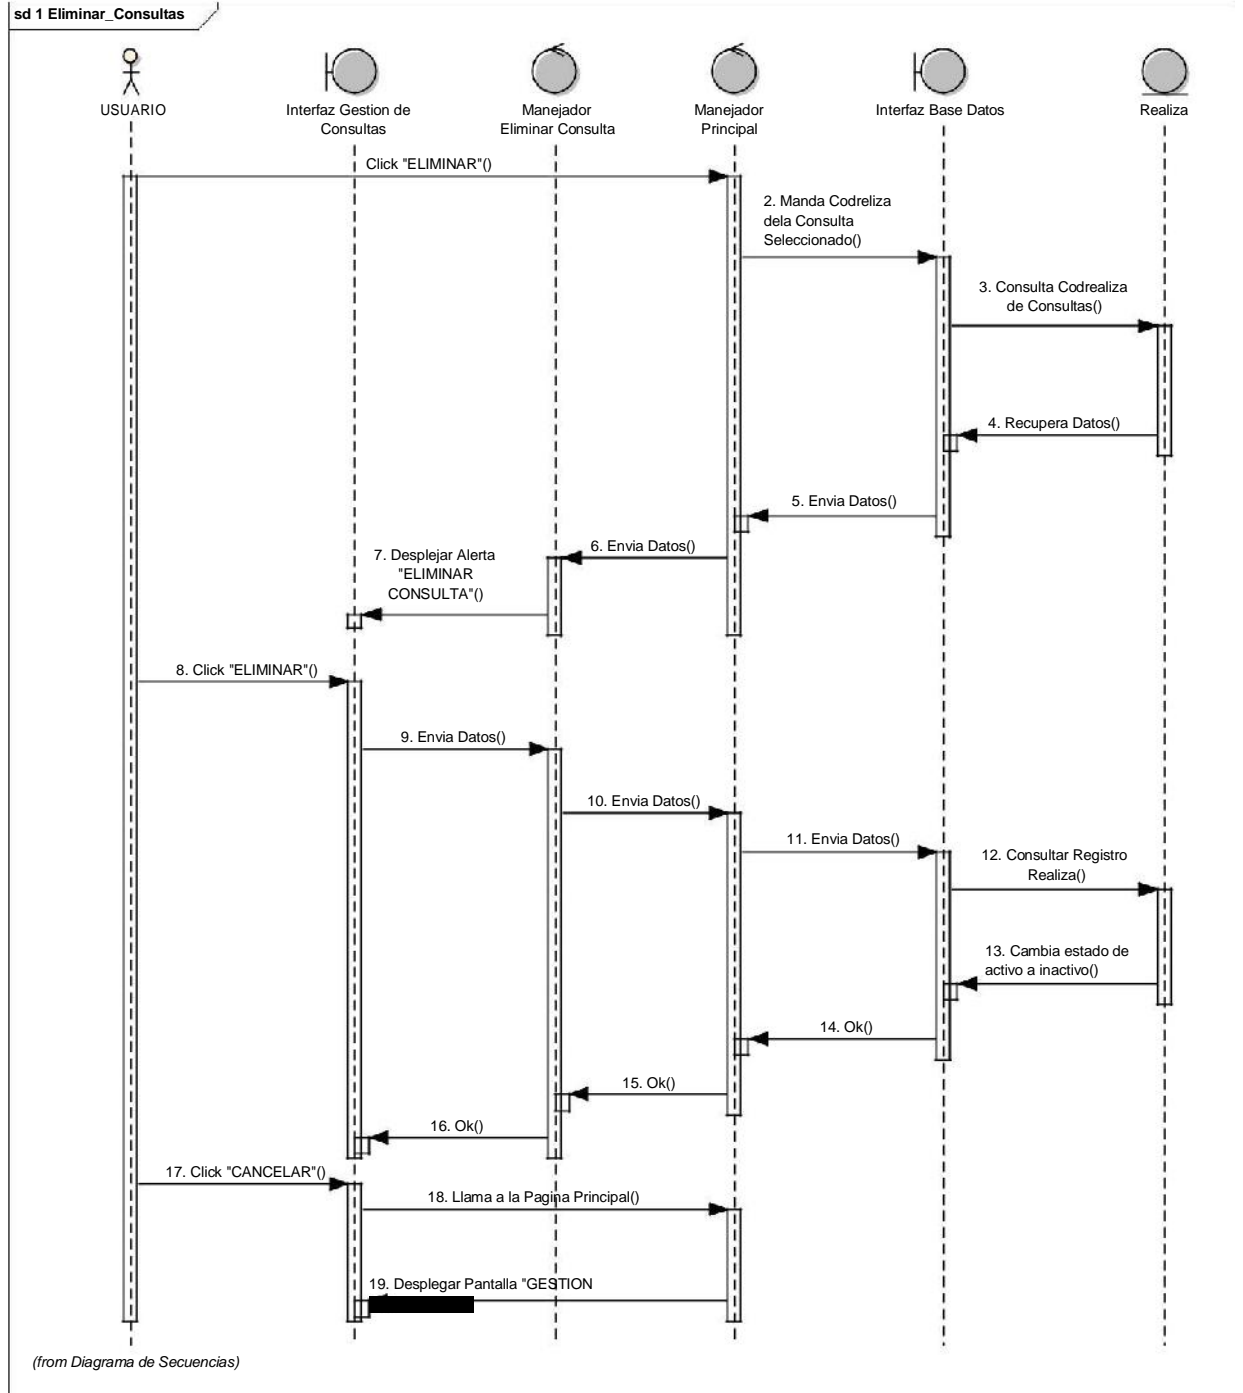 sd 1 Eliminar_Consultas
USUARIO
Interfaz Gestion de
Consultas
Manejador
Eliminar Consulta
Manejador
Principal
Interfaz Base Datos
Realiza
Click "ELIMINAR"()
2. Manda Codreliza
dela Consulta
Seleccionado()
3. Consulta Codrealiza
de Consultas()
4. Recupera Datos()
5. Envia Datos()
6. Envia Datos()
7. Desplejar Alerta
"ELIMINAR
CONSULTA"()
8. Click "ELIMINAR"()
9. Envia Datos()
10. Envia Datos()
11. Envia Datos()
12. Consultar Registro
Realiza()
13. Cambia estado de
activo a inactivo()
14. Ok()
15. Ok()
16. Ok()
17. Click "CANCELAR"()
18. Llama a la Pagina Principal()
19. Desplegar Pantalla "GESTION
(from Diagrama de Secuencias)